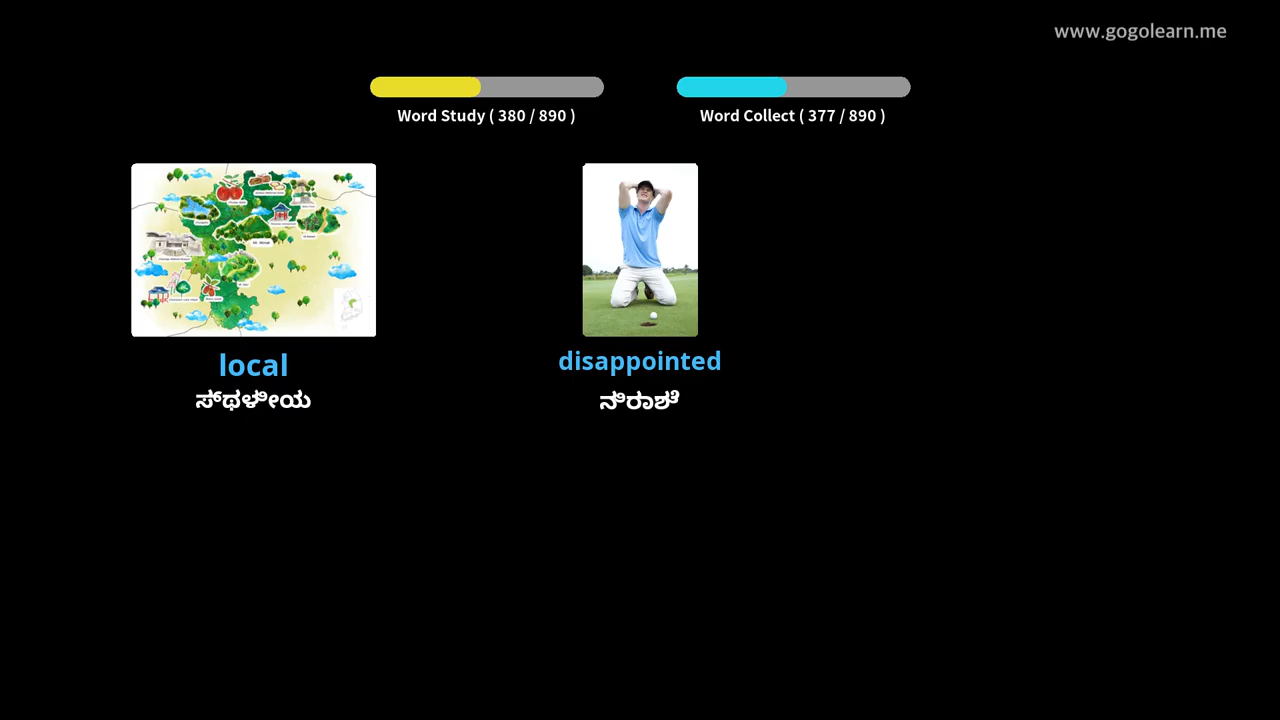 www.gogolearn.me
Word Study ( 380 / 890 )
Word Collect ( 377 / 890 )
local
ಸ್ಥಳೀಯ
disappointed
ನಿರಾಶೆ